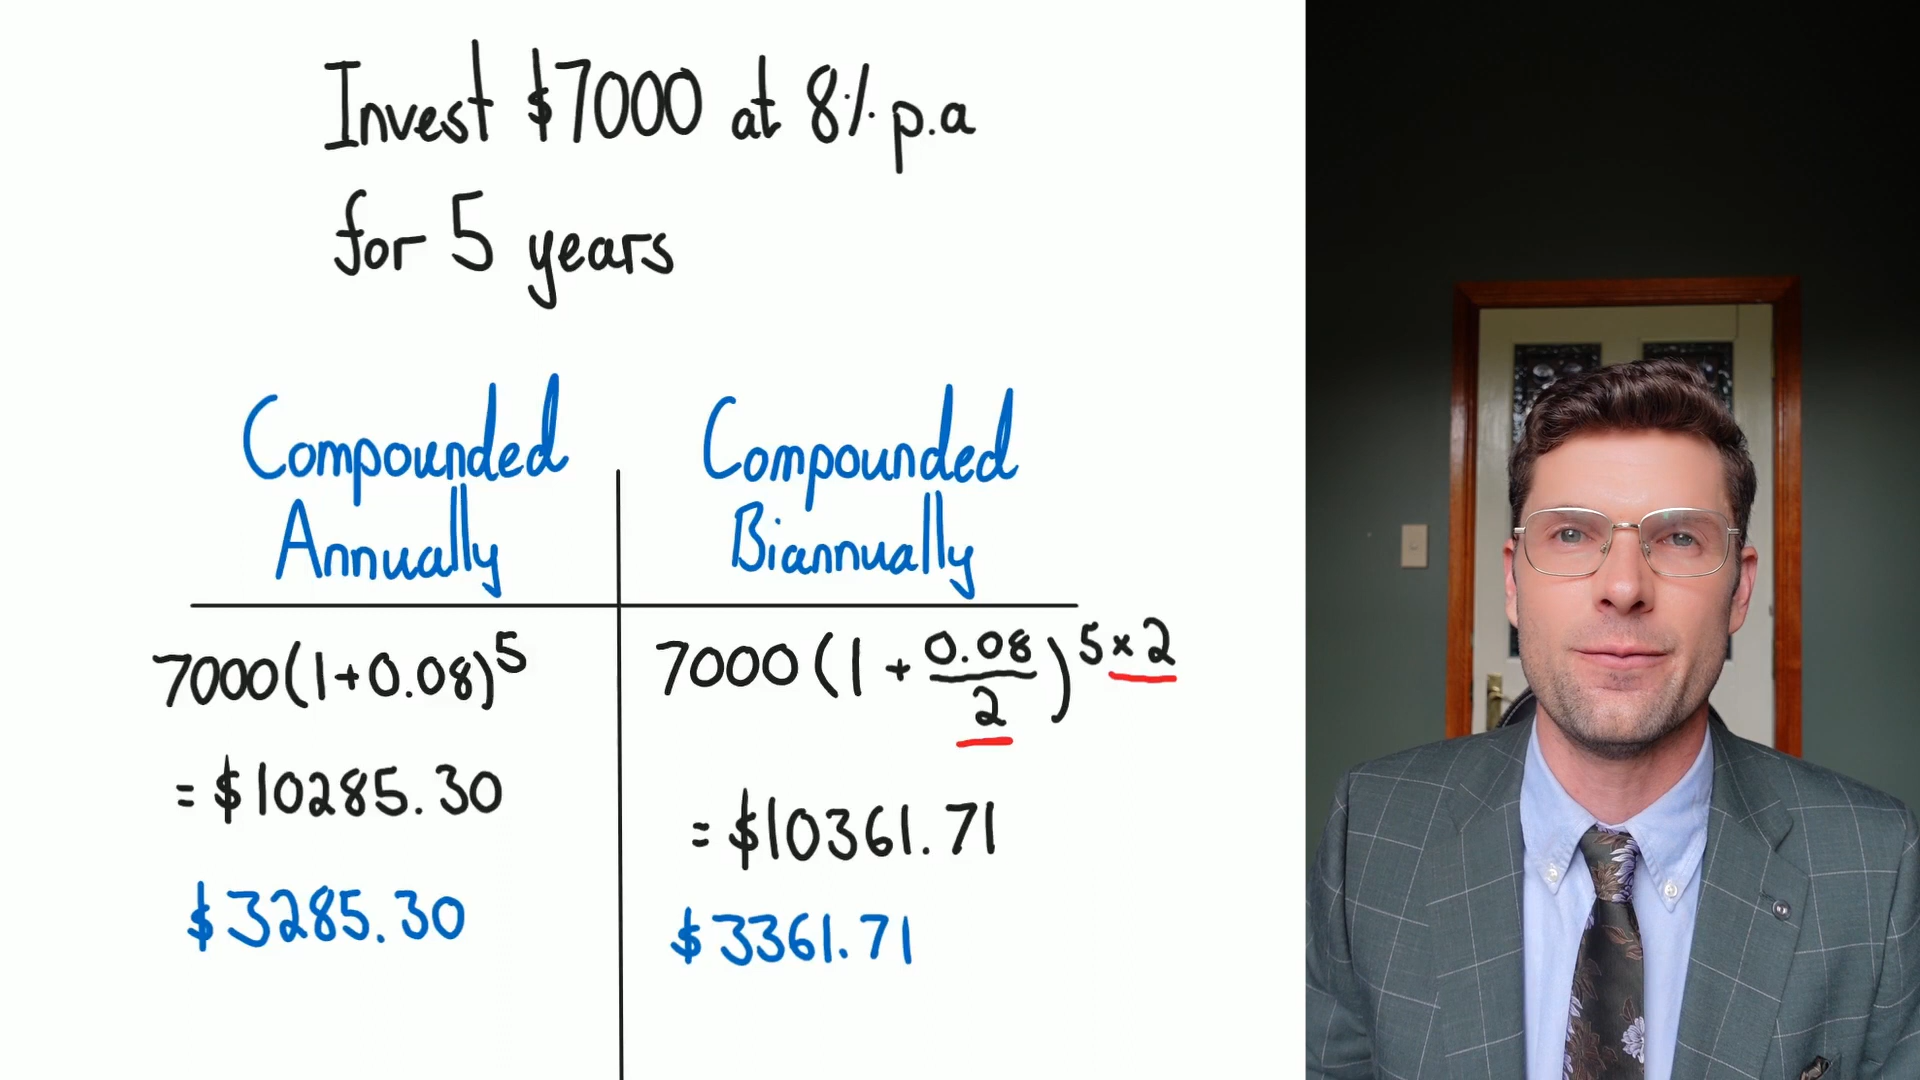 Invest $7000 at 8% p.a
for 5 years
Compounded
Annually
7000(1+0.08)^5
= $10285.30
$3285.30
Compounded
Biannually
7000(1 + 0.08/2)^5×2
= $10361.71
$3361.71